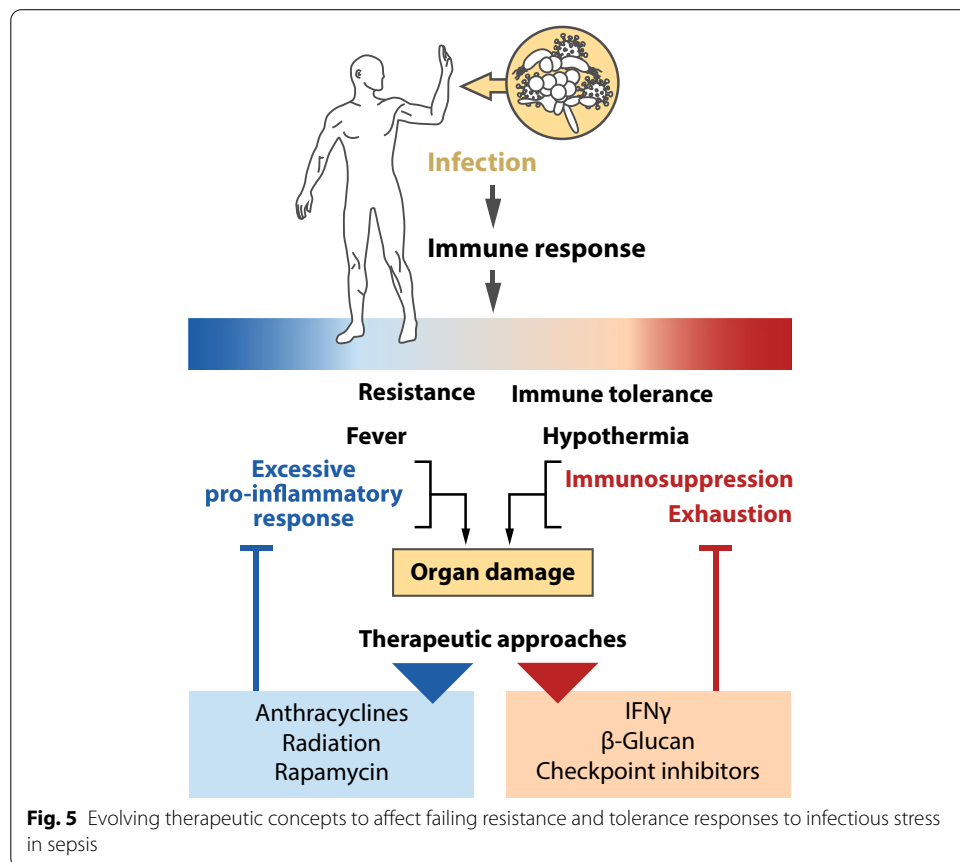 Infection
Immune response
Resistance
Immune tolerance
Fever
Hypothermia
Excessive
pro-inflammatory
response
Immunosuppression
Exhaustion
Organ damage
Therapeutic approaches
Anthracyclines
Radiation
Rapamycin
IFNγ
β-Glucan
Checkpoint inhibitors
Fig. 5 Evolving therapeutic concepts to affect failing resistance and tolerance responses to infectious stress
in sepsis